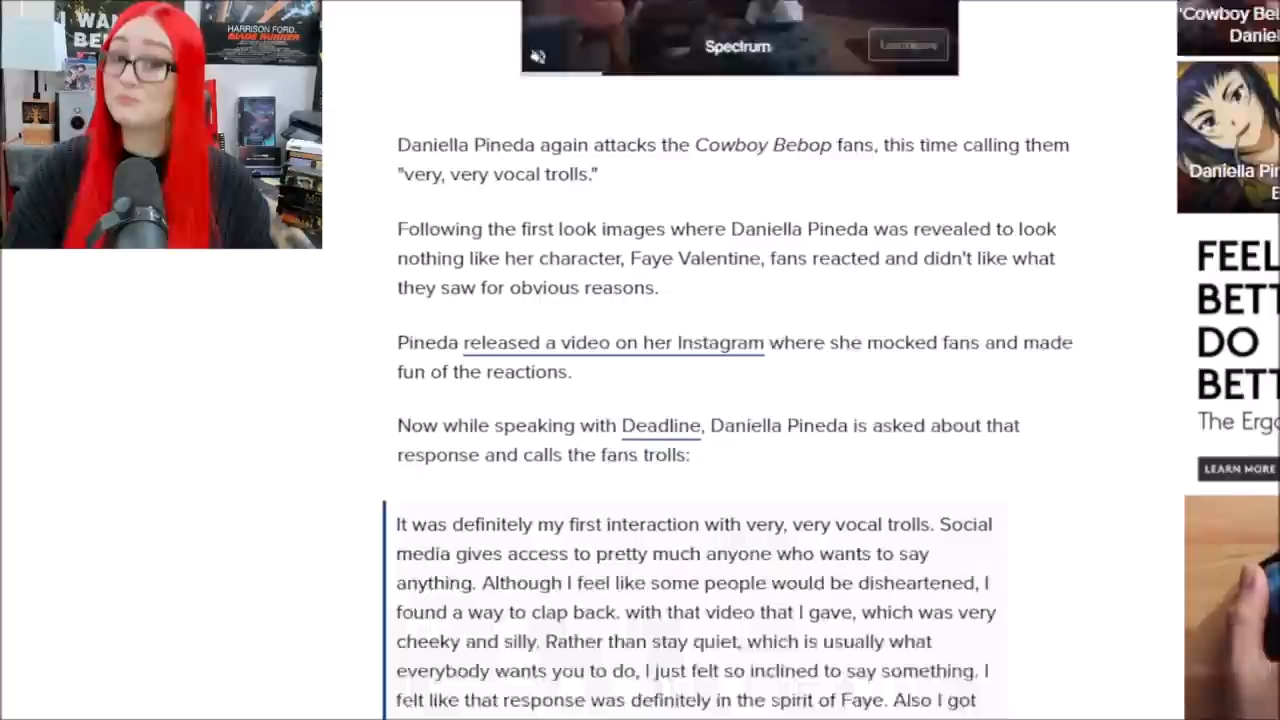 I WAN
BE
HARRISON FORD.
BLADE RUNNER
Spectrum
Learn more
'Cowboy Be
Daniel
Daniella Pi
E
Daniella Pineda again attacks the Cowboy Bebop fans, this time calling them
"very, very vocal trolls."
Following the first look images where Daniella Pineda was revealed to look
nothing like her character, Faye Valentine, fans reacted and didn't like what
they saw for obvious reasons.
Pineda released a video on her Instagram where she mocked fans and made
fun of the reactions.
Now while speaking with Deadline, Daniella Pineda is asked about that
response and calls the fans trolls:
It was definitely my first interaction with very, very vocal trolls. Social
media gives access to pretty much anyone who wants to say
anything. Although I feel like some people would be disheartened, I
found a way to clap back. with that video that I gave, which was very
cheeky and silly. Rather than stay quiet, which is usually what
everybody wants you to do, I just felt so inclined to say something. I
felt like that response was definitely in the spirit of Faye. Also I got
FEEL
BETT
DO
BETT
The Ergo
LEARN MORE